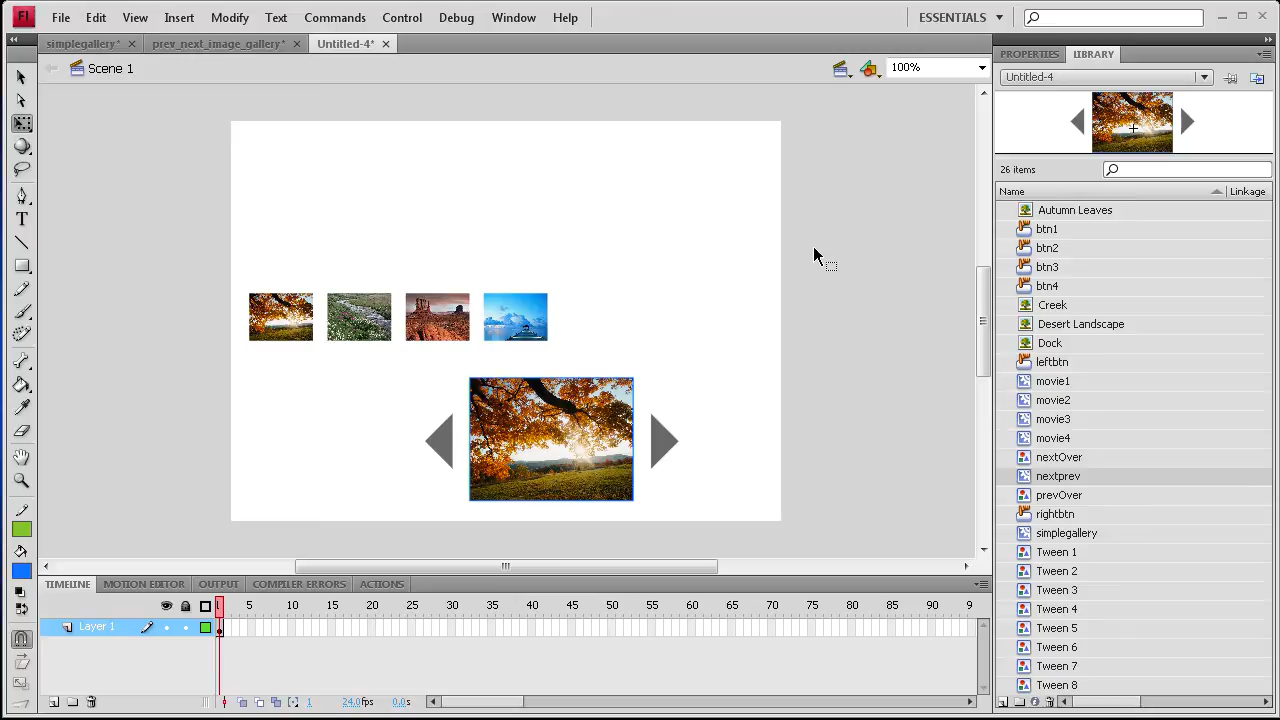 Fl File Edit View Insert Modify Text Commands Control Debug Window Help ESSENTIALS
simplegallery* prev_next_image_gallery* Untitled-4*
PROPERTIES LIBRARY
Scene 1 100%
Untitled-4
26 items
Name Linkage
Autumn Leaves
btn1
btn2
btn3
btn4
Creek
Desert Landscape
Dock
leftbtn
movie1
movie2
movie3
movie4
nextOver
nextprev
prevOver
rightbtn
simplegallery
Tween 1
Tween 2
Tween 3
Tween 4
Tween 5
Tween 6
Tween 7
Tween 8
TIMELINE MOTION EDITOR OUTPUT COMPILER ERRORS ACTIONS
1 5 10 15 20 25 30 35 40 45 50 55 60 65 70 75 80 85 90 9
Layer 1
1 24.0fps 0.0s